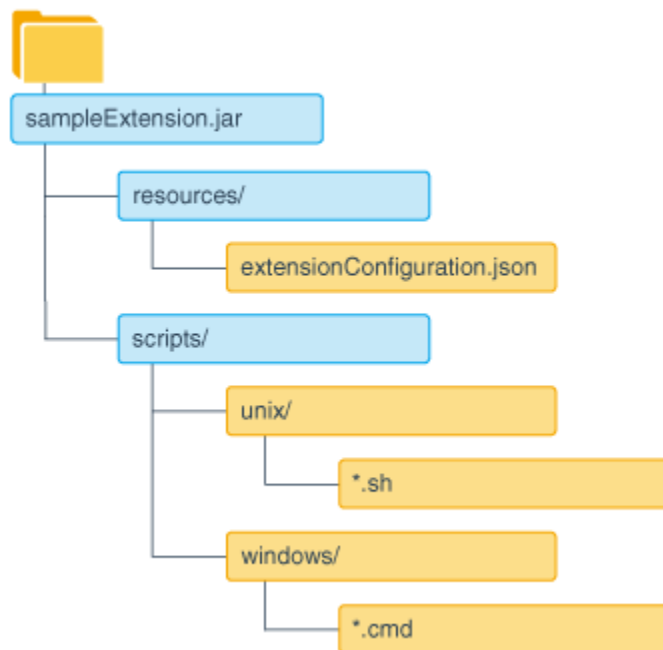 sampleExtension.jar
resources/
extensionConfiguration.json
scripts/
unix/
*.sh
windows/
*.cmd